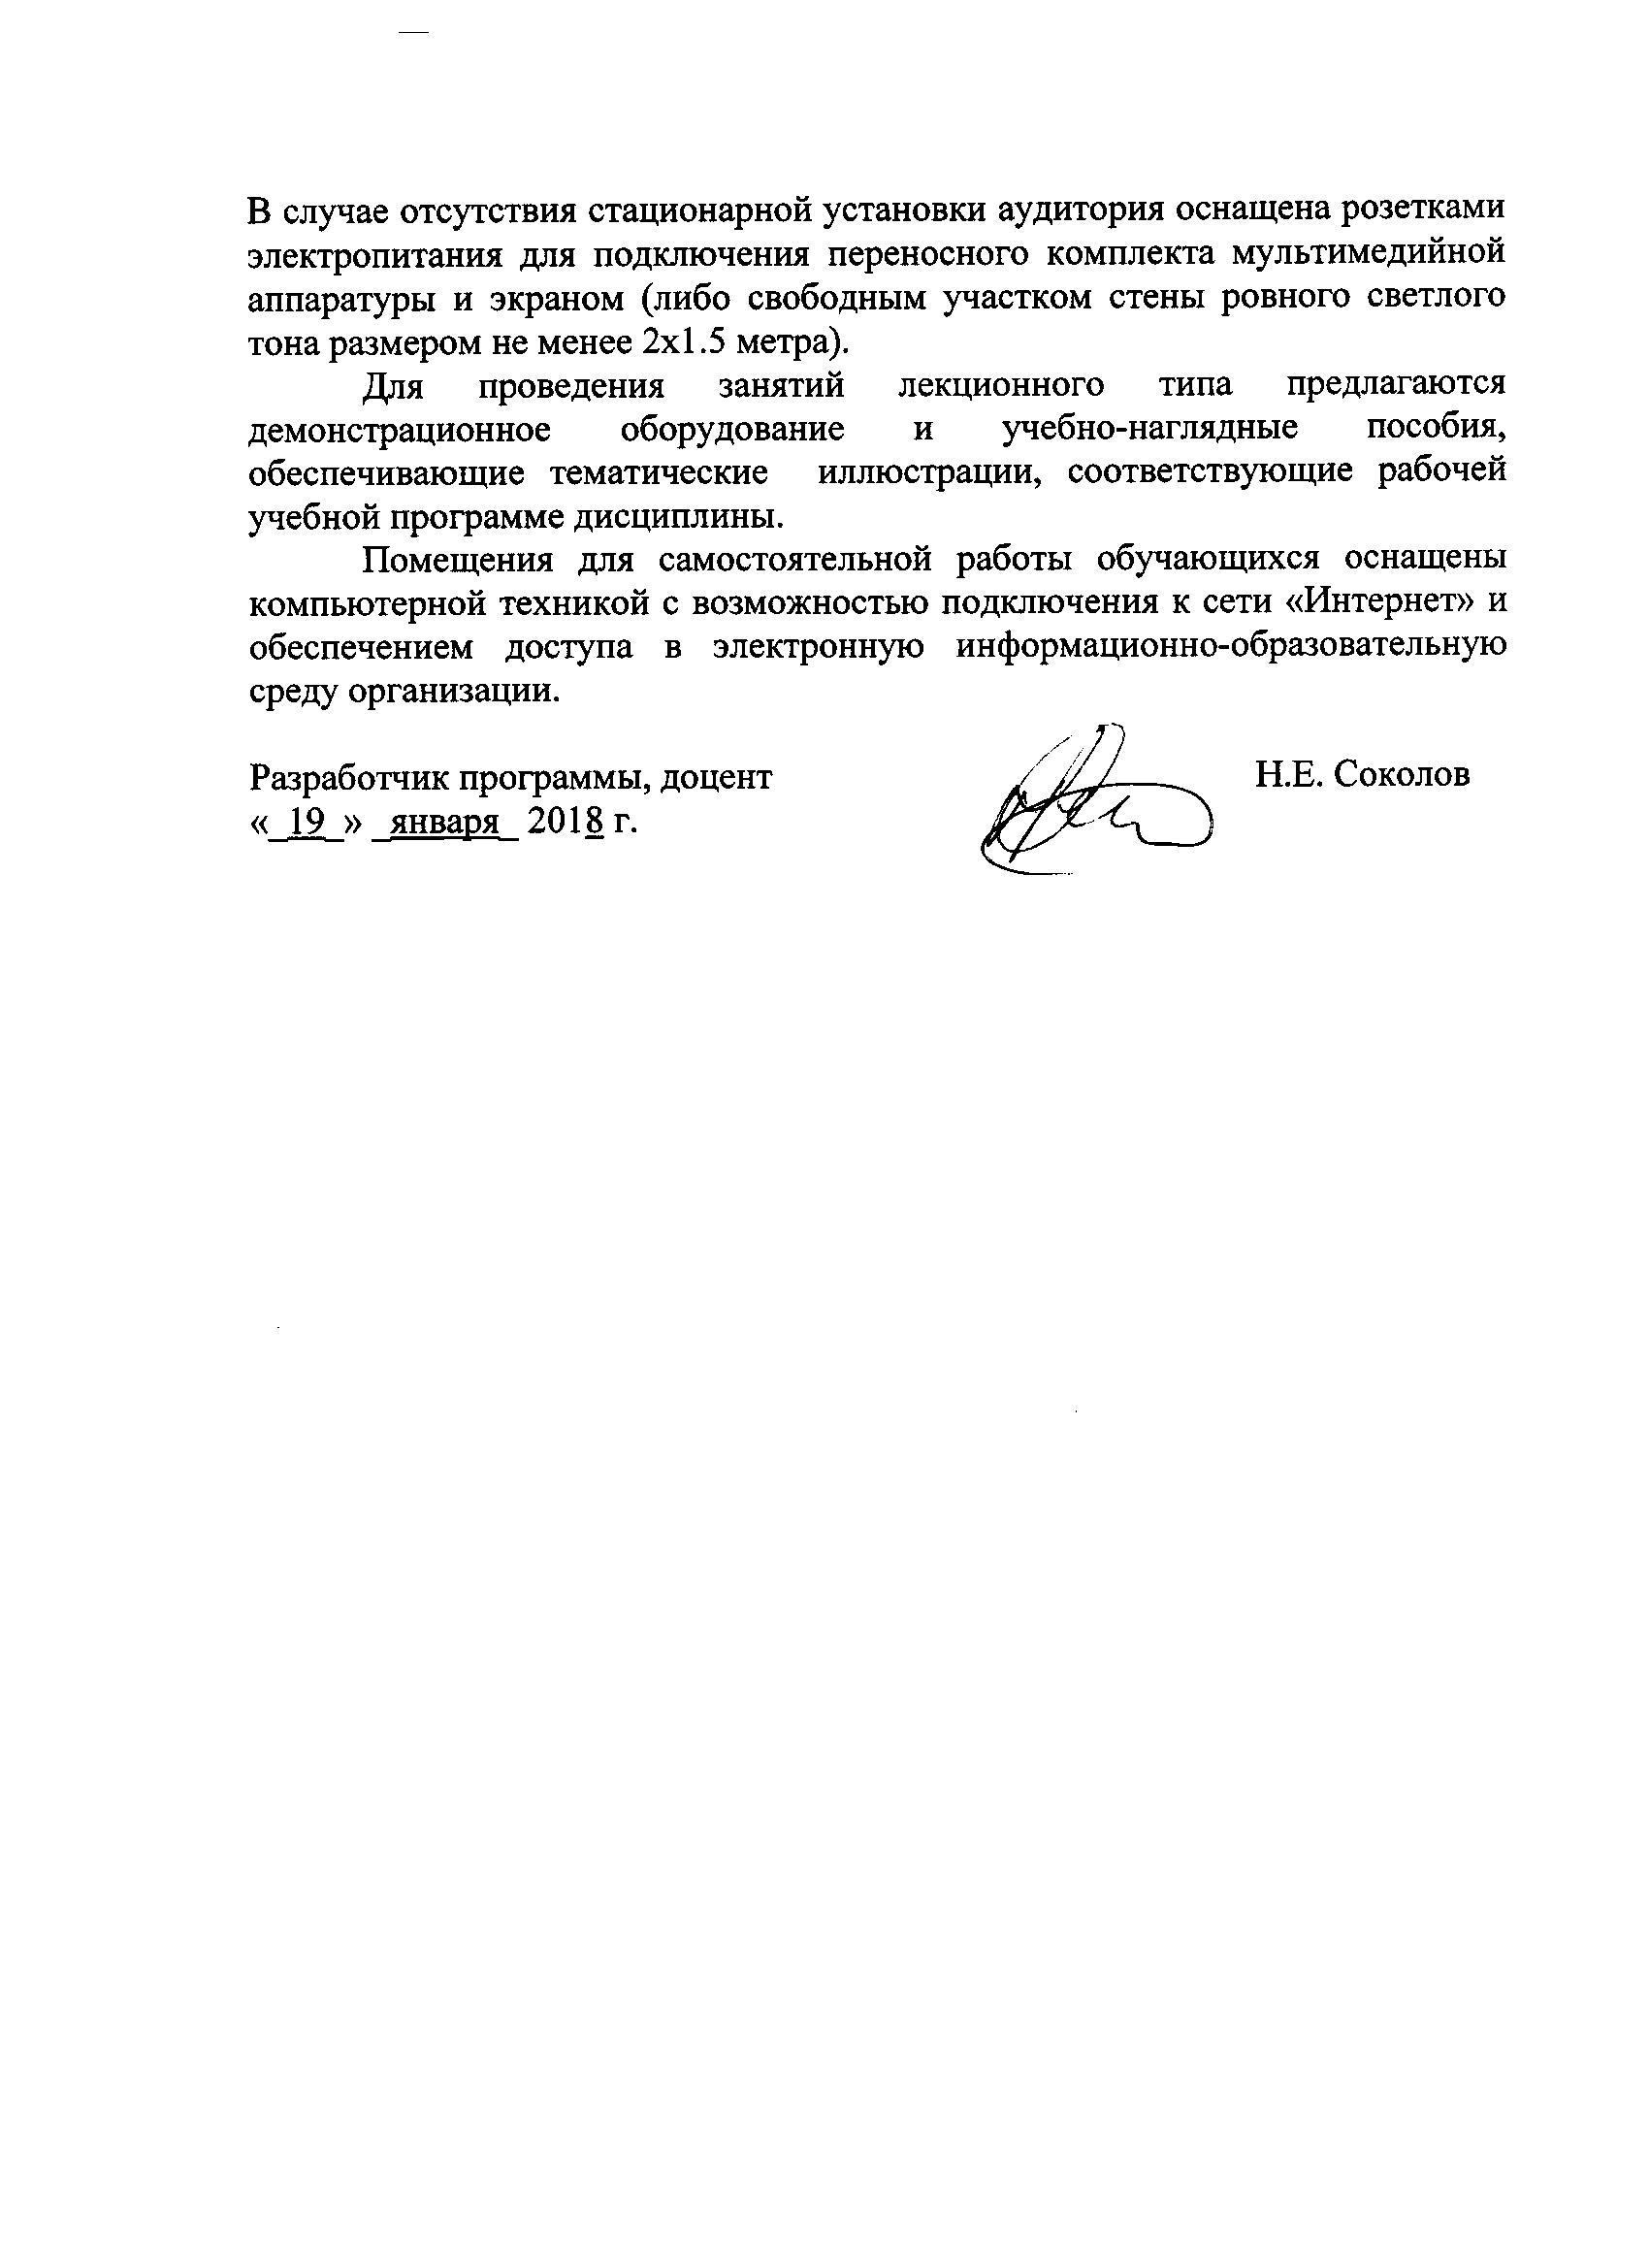 В случае отсутствия стационарной установки аудитория оснащена розетками
электропитания для подключения переносного комплекта мультимедийной
аппаратуры и экраном (либо свободным участком стены ровного светлого
тона размером не менее 2х1.5 метра).
Для проведения занятий лекционного типа предлагаются
демонстрационное оборудование и учебно-наглядные пособия,
обеспечивающие тематические иллюстрации, соответствующие рабочей
учебной программе дисциплины.
Помещения для самостоятельной работы обучающихся оснащены
компьютерной техникой с возможностью подключения к сети «Интернет» и
обеспечением доступа в электронную информационно-образовательную
среду организации.
Разработчик программы, доцент Н.Е. Соколов
«_19_» _января_ 2018 г.